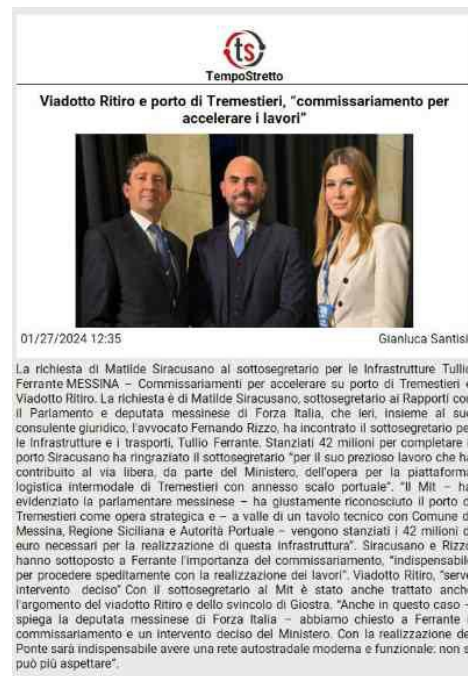 ts
TempoStretto
Viadotto Ritiro e porto di Tremestieri, “commissariamento per
accelerare i lavori”
01/27/2024 12:35
Gianluca Santisi
La richiesta di Matilde Siracusano al sottosegretario per le Infrastrutture Tullio
Ferrante MESSINA – Commissariamenti per accelerare su porto di Tremestieri e
Viadotto Ritiro. La richiesta è di Matilde Siracusano, sottosegretario ai Rapporti con
il Parlamento e deputata messinese di Forza Italia, che ieri, insieme al suo
consulente giuridico, l'avvocato Fernando Rizzo, ha incontrato il sottosegretario per
le Infrastrutture e i trasporti, Tullio Ferrante. Stanziati 42 milioni per completare il
porto Siracusano ha ringraziato il sottosegretario “per il suo prezioso lavoro che ha
contribuito al via libera, da parte del Ministero, dell'opera per la piattaforma
logistica intermodale di Tremestieri con annesso scalo portuale”. “Il Mit – ha
evidenziato la parlamentare messinese – ha giustamente riconosciuto il porto di
Tremestieri come opera strategica e – a valle di un tavolo tecnico con Comune di
Messina, Regione Siciliana e Autorità Portuale – vengono stanziati i 42 milioni di
euro necessari per la realizzazione di questa infrastruttura”. Siracusano e Rizzo
hanno sottoposto a Ferrante l'importanza del commissariamento, “indispensabile
per procedere speditamente con la realizzazione dei lavori”. Viadotto Ritiro, “serve
intervento deciso” Con il sottosegretario al Mit è stato anche trattato anche
l'argomento del viadotto Ritiro e dello svincolo di Giostra. “Anche in questo caso –
spiega la deputata messinese di Forza Italia – abbiamo chiesto a Ferrante il
commissariamento e un intervento deciso del Ministero. Con la realizzazione del
Ponte sarà indispensabile avere una rete autostradale moderna e funzionale: non si
può più aspettare”.